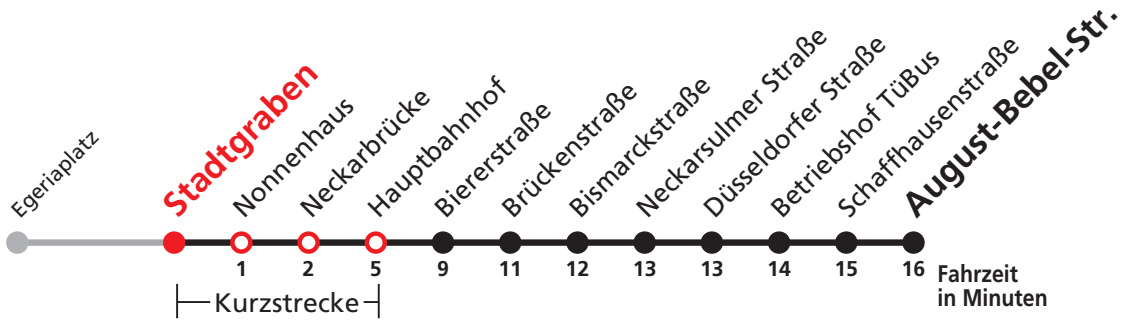 Egeriaplatz
Stadtgraben
Nonnenhaus
Neckarbrücke
Hauptbahnhof
Biererstraße
Brückenstraße
Bismarckstraße
Neckarsulmer Straße
Düsseldorfer Straße
Betriebshof TüBus
Schaffhausenstraße
August-Bebel-Str.
1 2 5 9 11 12 13 13 14 15 16
Fahrzeit
in Minuten
Kurzstrecke